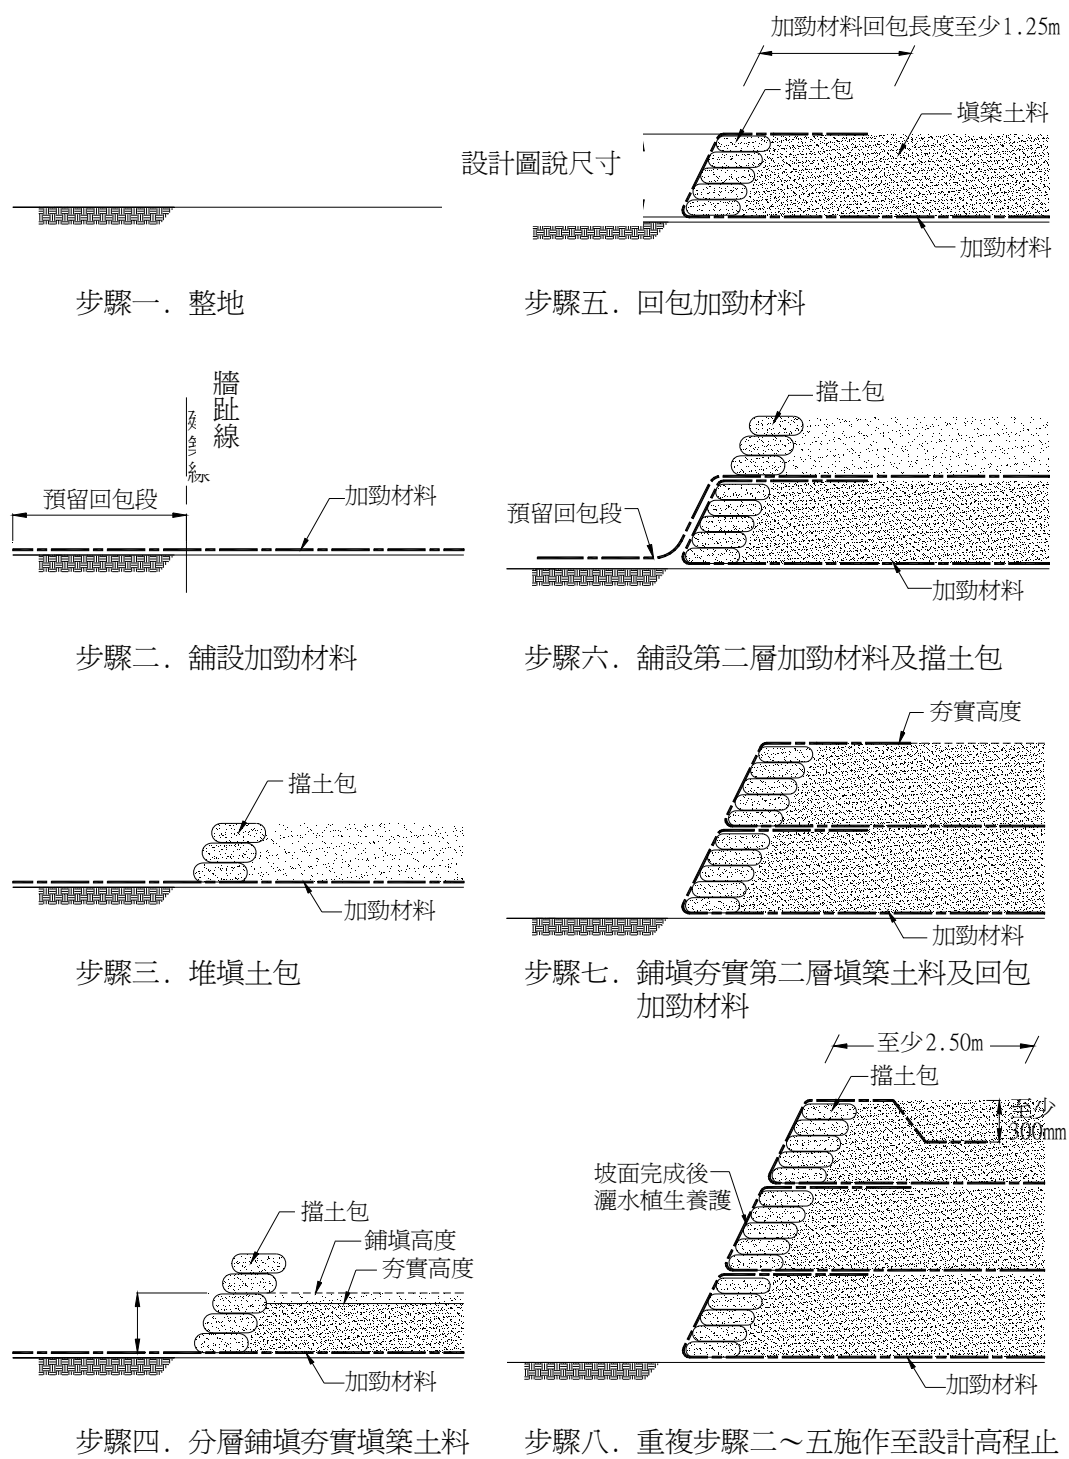 步驟一. 整地
牆趾線
預留回包段
加勁材料
步驟二. 舖設加勁材料
擋土包
加勁材料
步驟三. 堆填土包
擋土包
鋪填高度
夯實高度
加勁材料
步驟四. 分層鋪填夯實填築土料
加勁材料回包長度至少1.25m
擋土包
填築土料
設計圖說尺寸
加勁材料
步驟五. 回包加勁材料
擋土包
預留回包段
加勁材料
步驟六. 舖設第二層加勁材料及擋土包
夯實高度
加勁材料
步驟七. 鋪填夯實第二層填築土料及回包
加勁材料
至少2.50m
擋土包
至少
300mm
坡面完成後
灑水植生養護
加勁材料
步驟八. 重複步驟二～五施作至設計高程止